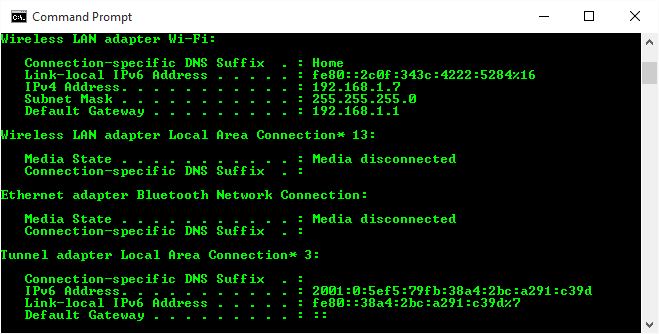 Command Prompt
Wireless LAN adapter Wi-Fi:
Connection-specific DNS Suffix  . : Home
Link-local IPv6 Address . . . . . : fe80::2c0f:343c:4222:5284%16
IPv4 Address. . . . . . . . . . . : 192.168.1.7
Subnet Mask . . . . . . . . . . . : 255.255.255.0
Default Gateway . . . . . . . . . : 192.168.1.1
Wireless LAN adapter Local Area Connection* 13:
Media State . . . . . . . . . . . : Media disconnected
Connection-specific DNS Suffix  . :
Ethernet adapter Bluetooth Network Connection:
Media State . . . . . . . . . . . : Media disconnected
Connection-specific DNS Suffix  . :
Tunnel adapter Local Area Connection* 3:
Connection-specific DNS Suffix  . :
IPv6 Address. . . . . . . . . . . : 2001:0:5ef5:79fb:38a4:2bc:a291:c39d
Link-local IPv6 Address . . . . . : fe80::38a4:2bc:a291:c39d%7
Default Gateway . . . . . . . . . : ::